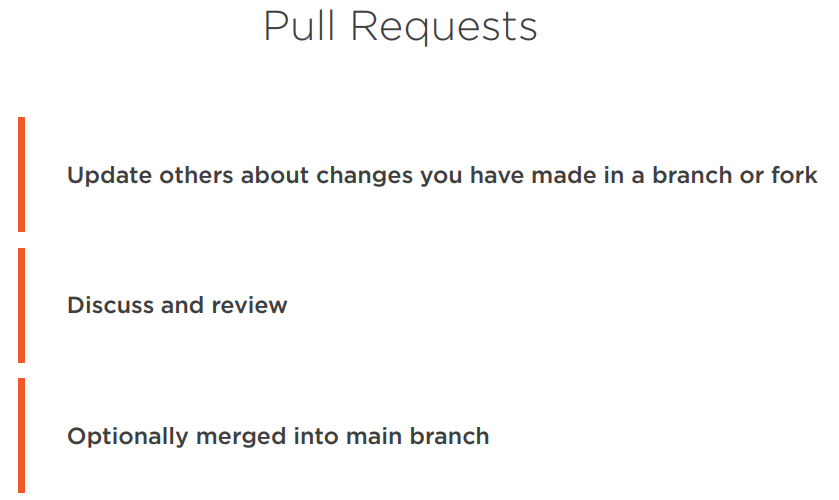 Pull Requests
Update others about changes you have made in a branch or fork
Discuss and review
Optionally merged into main branch